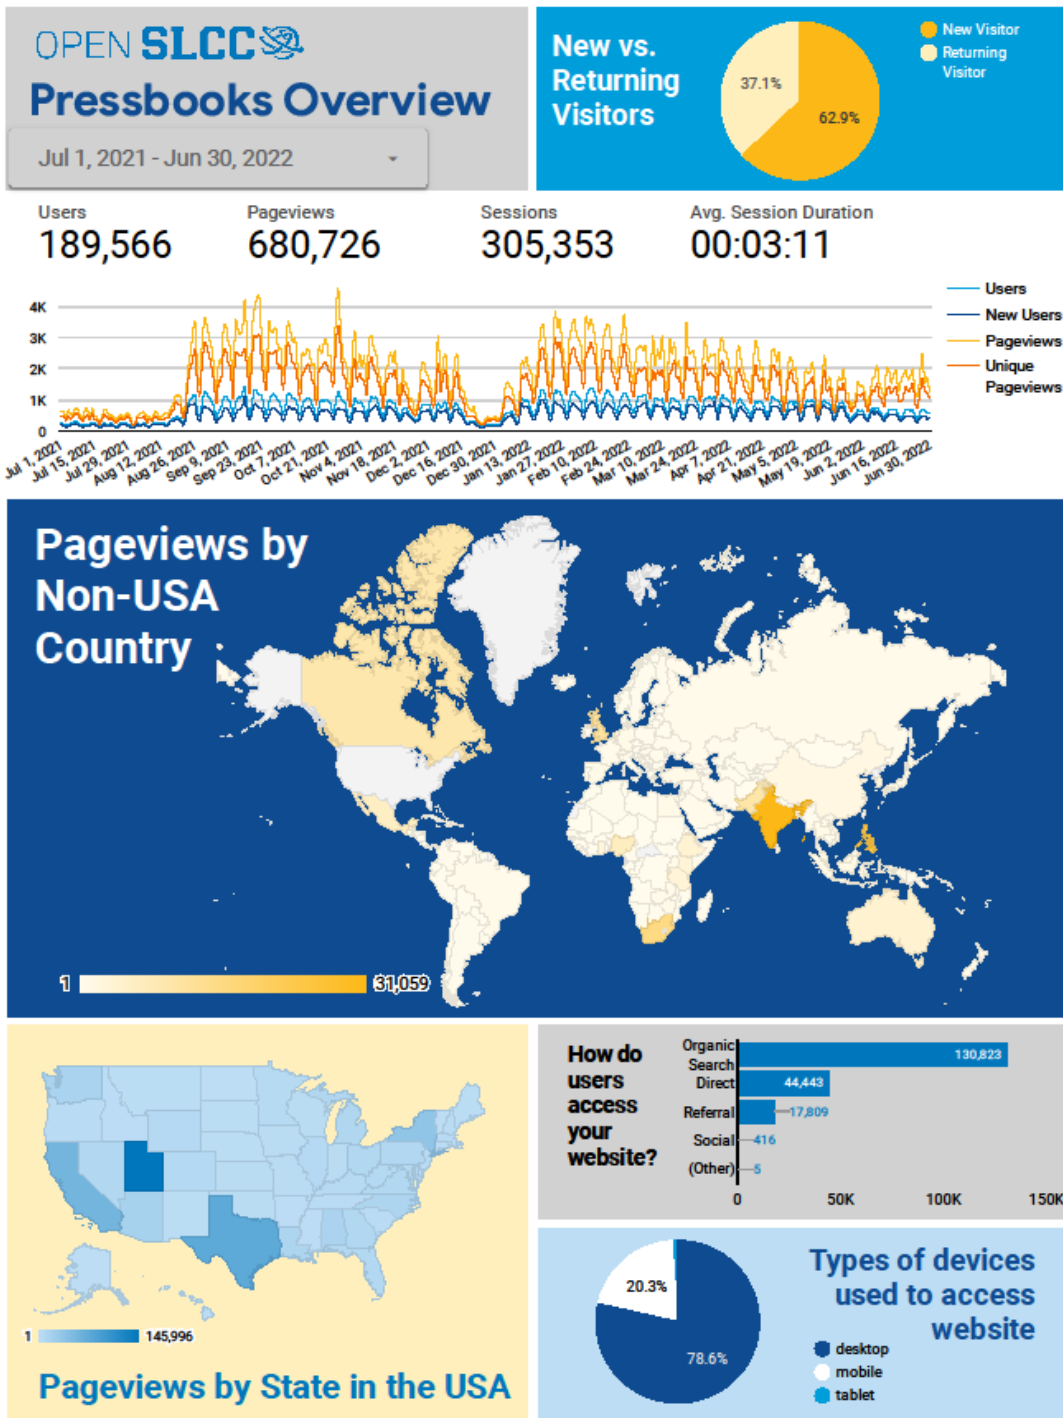 OPEN SLCC
Pressbooks Overview
Jul 1, 2021 - Jun 30, 2022
New vs.
Returning
Visitors
37.1%
62.9%
New Visitor
Returning
Visitor
Users
189,566
Pageviews
680,726
Sessions
305,353
Avg. Session Duration
00:03:11
4K
3K
2K
1K
0
Jul 1, 2021
Jul 15, 2021
Jul 29, 2021
Aug 12, 2021
Aug 26, 2021
Sep 9, 2021
Sep 23, 2021
Oct 7, 2021
Oct 21, 2021
Nov 4, 2021
Nov 18, 2021
Dec 2, 2021
Dec 16, 2021
Dec 30, 2021
Jan 13, 2022
Jan 27, 2022
Feb 10, 2022
Feb 24, 2022
Mar 10, 2022
Mar 24, 2022
Apr 7, 2022
Apr 21, 2022
May 5, 2022
May 19, 2022
Jun 2, 2022
Jun 16, 2022
Jun 30, 2022
Users
New Users
Pageviews
Unique
Pageviews
Pageviews by
Non-USA
Country
1
31,059
1
145,996
Pageviews by State in the USA
How do
users
access
your
website?
Organic
Search
130,823
Direct
44,443
Referral
17,809
Social
416
(Other)
5
0
50K
100K
150K
20.3%
78.6%
Types of devices
used to access
website
desktop
mobile
tablet